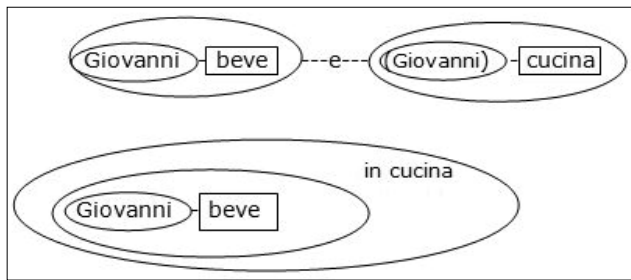 Giovanni beve ---e--- (Giovanni) cucina
in cucina
Giovanni beve